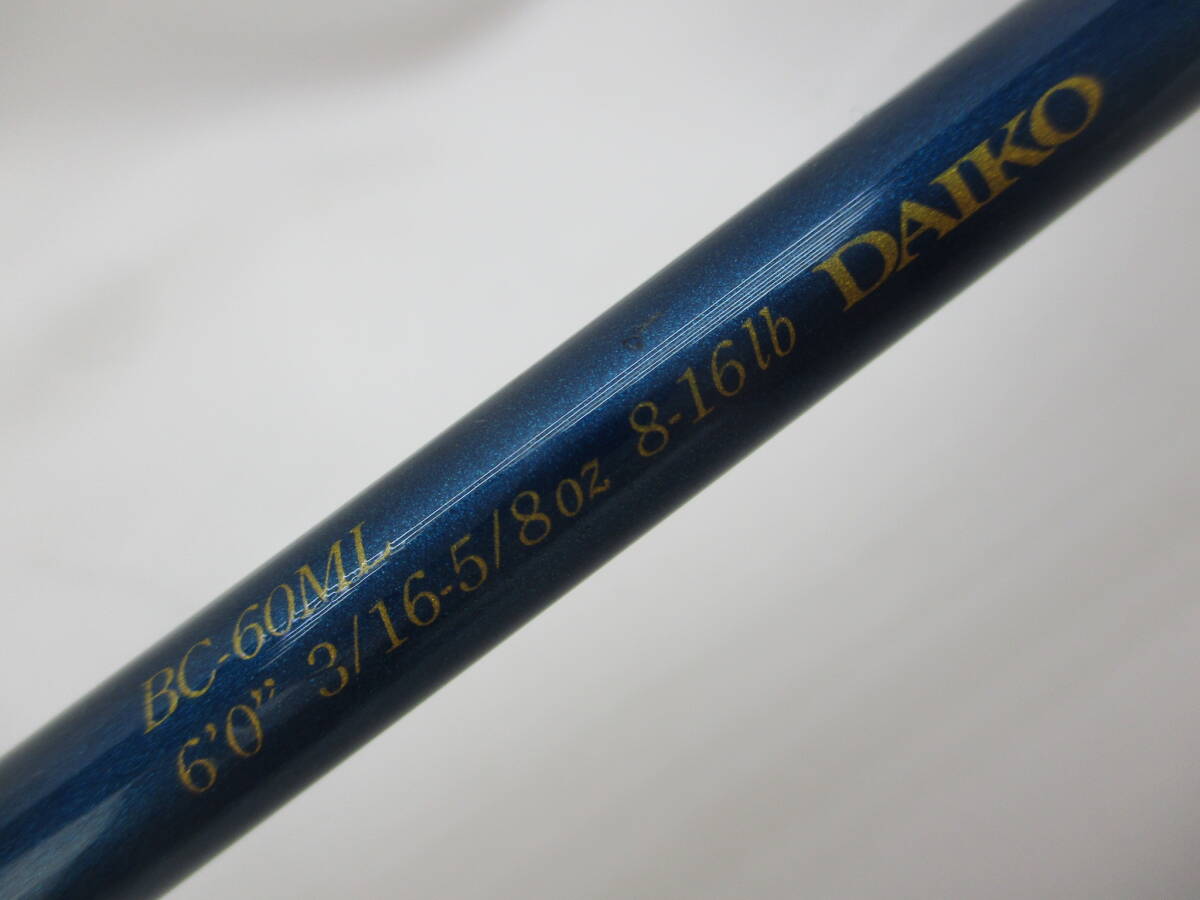 BC-60ML
6'0" 3/16-5/8oz 8-16lb DAIKO